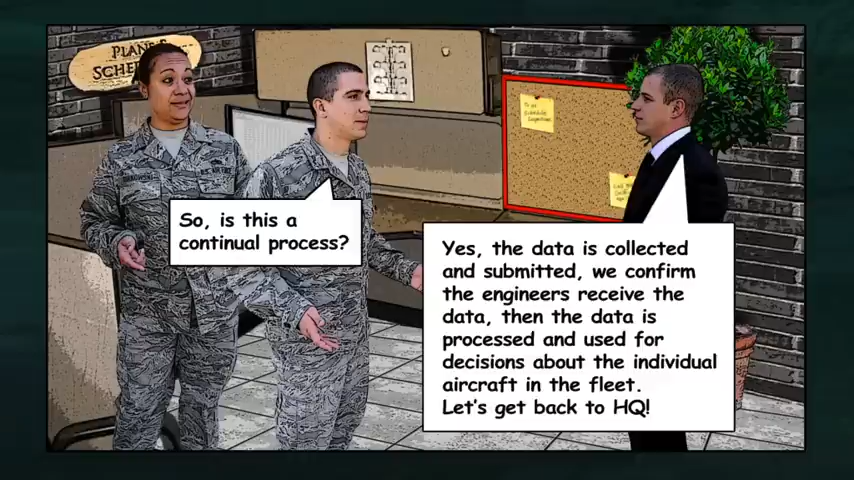 PLAN
SCHE
So, is this a
continual process?
Yes, the data is collected
and submitted, we confirm
the engineers receive the
data, then the data is
processed and used for
decisions about the individual
aircraft in the fleet.
Let's get back to HQ!